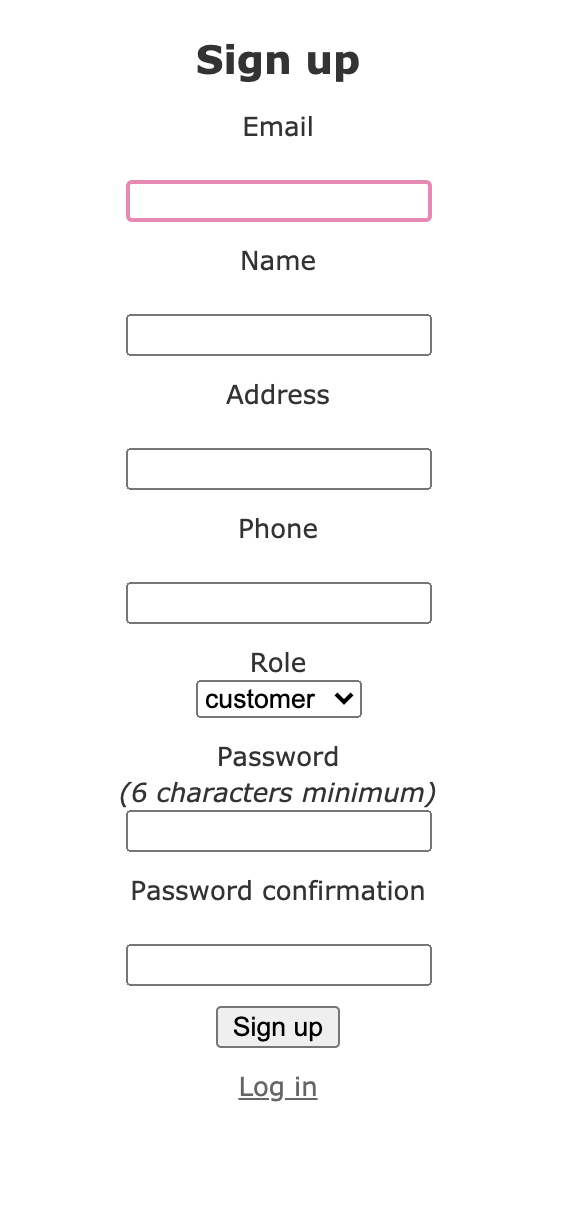 Sign up
Email
Name
Address
Phone
Role
customer
Password
(6 characters minimum)
Password confirmation
Sign up
Log in